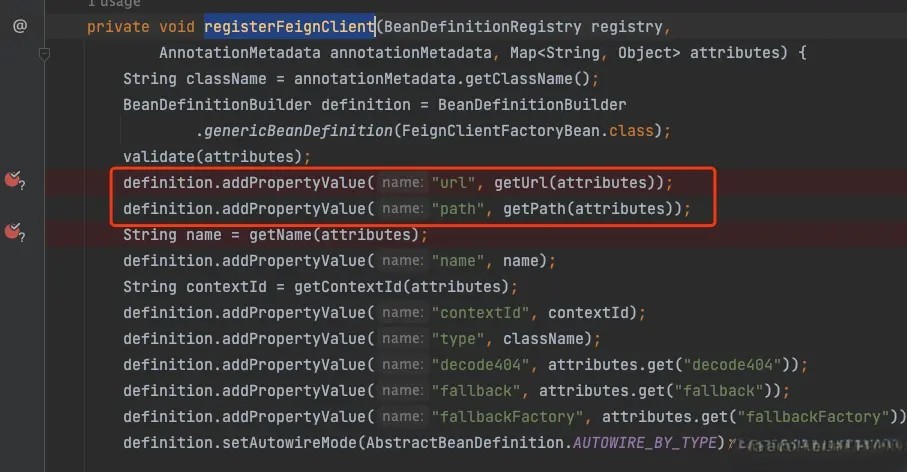 1 usage
private void registerFeignClient(BeanDefinitionRegistry registry,
AnnotationMetadata annotationMetadata, Map<String, Object> attributes) {
String className = annotationMetadata.getClassName();
BeanDefinitionBuilder definition = BeanDefinitionBuilder
.genericBeanDefinition(FeignClientFactoryBean.class);
validate(attributes);
definition.addPropertyValue( name: "url", getUrl(attributes));
definition.addPropertyValue( name: "path", getPath(attributes));
String name = getName(attributes);
definition.addPropertyValue( name: "name", name);
String contextId = getContextId(attributes);
definition.addPropertyValue( name: "contextId", contextId);
definition.addPropertyValue( name: "type", className);
definition.addPropertyValue( name: "decode404", attributes.get("decode404"));
definition.addPropertyValue( name: "fallback", attributes.get("fallback"));
definition.addPropertyValue( name: "fallbackFactory", attributes.get("fallbackFactory"))
definition.setAutowireMode(AbstractBeanDefinition.AUTOWIRE_BY_TYPE);